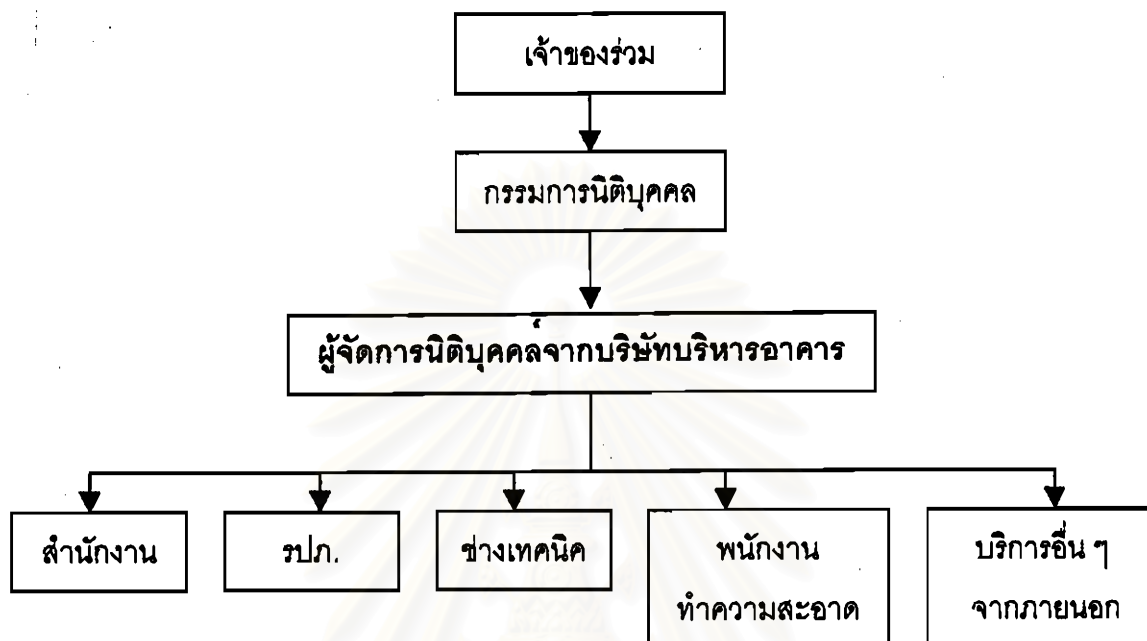 เจ้าของร่วม
กรรมการนิติบุคคล
ผู้จัดการนิติบุคคล์จากบริษัทบริหารอาคาร
สำนักงาน
รปภ.
ช่างเทคนิค
พนักงาน
ทำความสะอาด
บริการอื่น ๆ
จากภายนอก